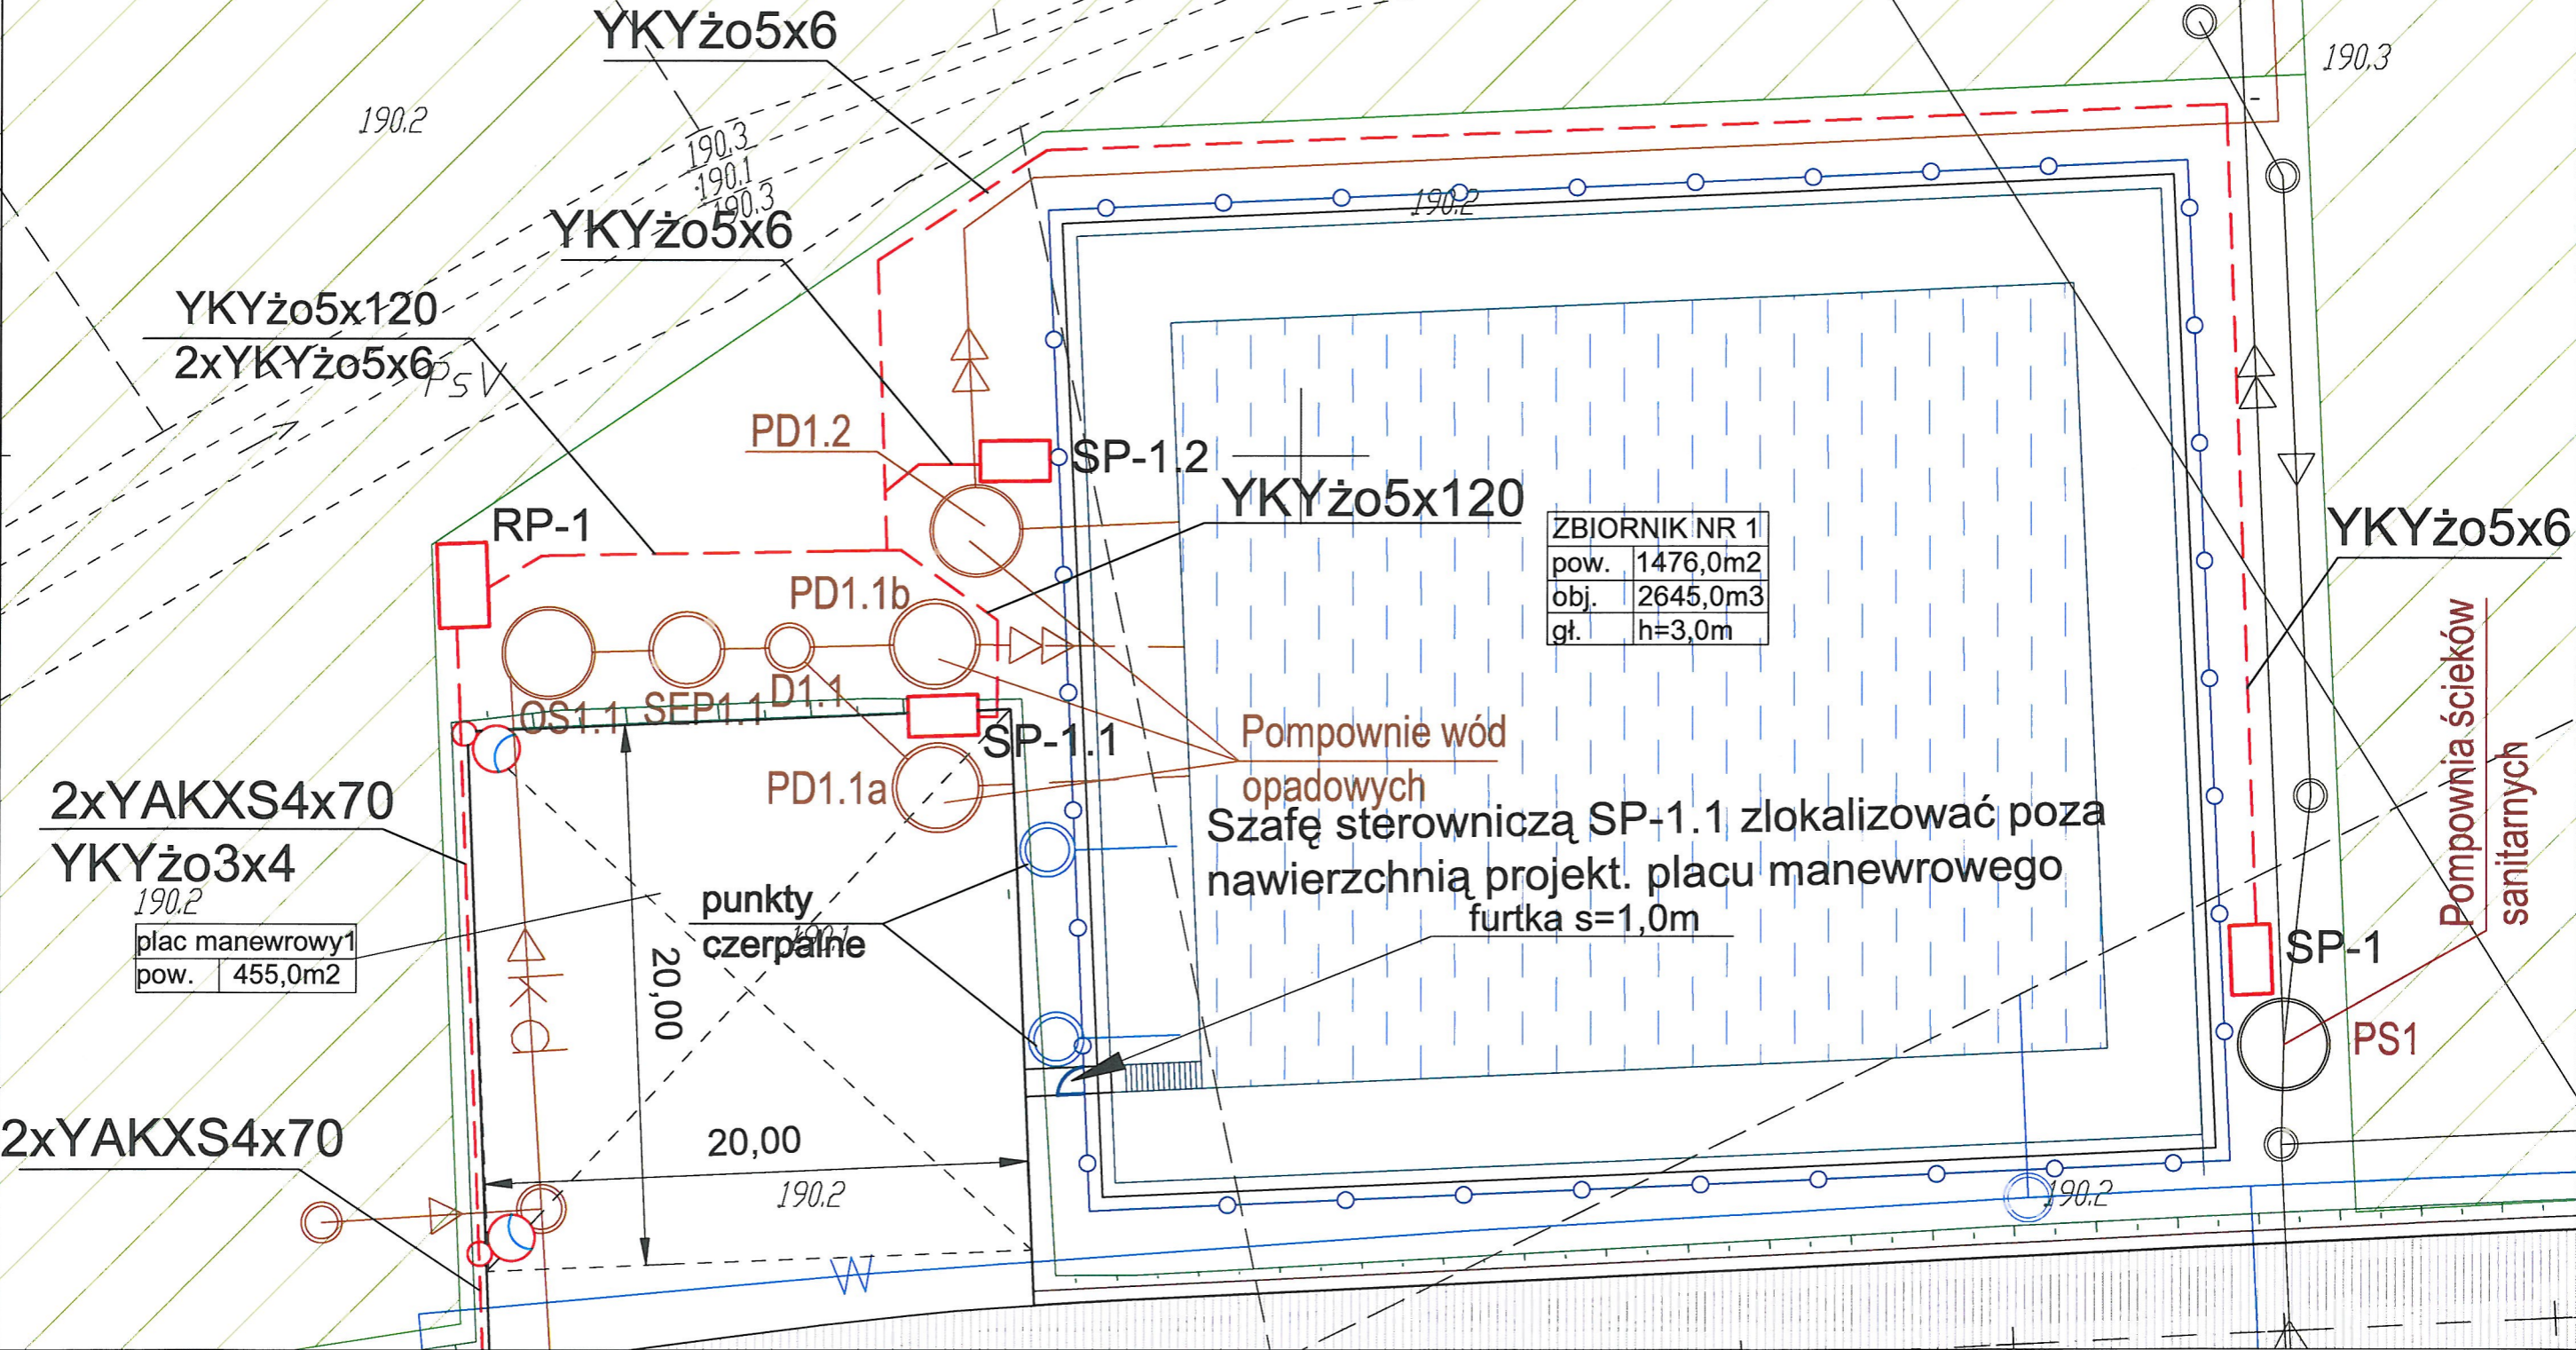 YKYżo5x6
190.3
190.2
190.3
190.1
190.3
190.2
YKYżo5x6
YKYżo5x120
2xYKYżo5x6
PsV
PD1.2
SP-1.2
YKYżo5x120
RP-1
ZBIORNIK NR 1
pow. 1476,0m2
obj. 2645,0m3
gł. h=3,0m
YKYżo5x6
PD1.1b
OS1.1
SEP1.1
D1.1
SP-1.1
Pompownie wód
opadowych
PD1.1a
Pompownia ścieków
sanitarnych
2xYAKXS4x70
YKYżo3x4
190.2
plac manewrowy1
pow. 455,0m2
Szafę sterowniczą SP-1.1 zlokalizować poza
nawierzchnią projekt. placu manewrowego
furtka s=1,0m
punkty
czerpalne
190.1
20,00
kd
SP-1
PS1
2xYAKXS4x70
20,00
190.2
190.2
W